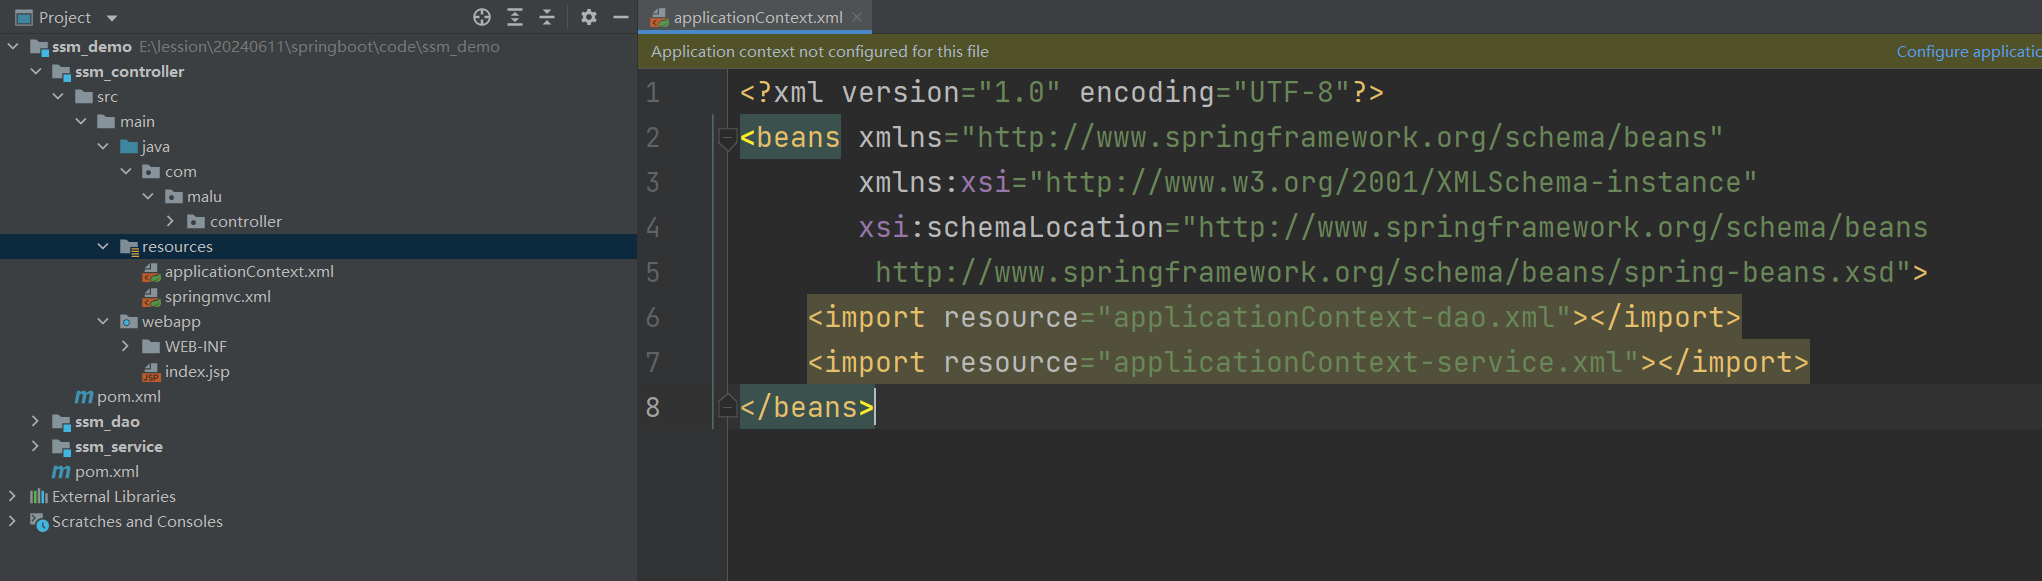 Project
ssm_demo E:\lession\20240611\springboot\code\ssm_demo
ssm_controller
src
main
java
com
malu
controller
resources
applicationContext.xml
springmvc.xml
webapp
WEB-INF
index.jsp
pom.xml
ssm_dao
ssm_service
pom.xml
External Libraries
Scratches and Consoles
applicationContext.xml
Application context not configured for this file
Configure applicatio
1 <?xml version="1.0" encoding="UTF-8"?>
2 <beans xmlns="http://www.springframework.org/schema/beans"
3 xmlns:xsi="http://www.w3.org/2001/XMLSchema-instance"
4 xsi:schemaLocation="http://www.springframework.org/schema/beans
5 http://www.springframework.org/schema/beans/spring-beans.xsd">
6 <import resource="applicationContext-dao.xml"></import>
7 <import resource="applicationContext-service.xml"></import>
8 </beans>